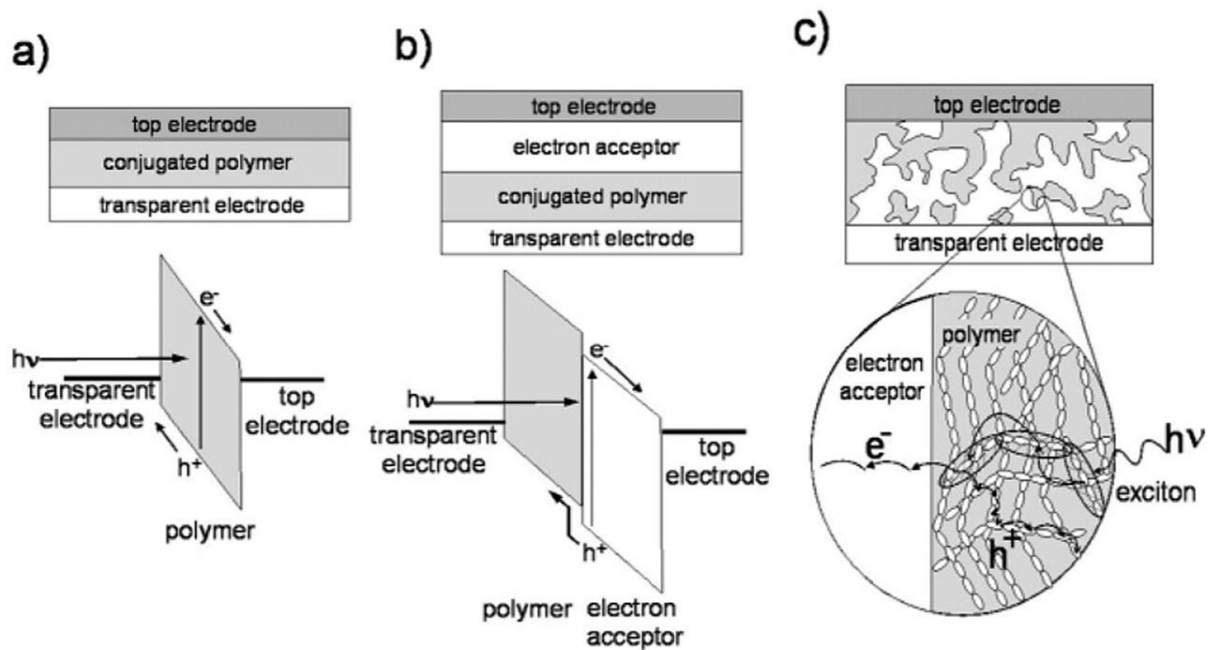 a)
top electrode
conjugated polymer
transparent electrode
e-
hν
transparent
electrode
top
electrode
h+
polymer
b)
top electrode
electron acceptor
conjugated polymer
transparent electrode
e-
hν
transparent
electrode
top
electrode
h+
polymer
electron
acceptor
c)
top electrode
transparent electrode
polymer
electron
acceptor
e-
hν
exciton
h+